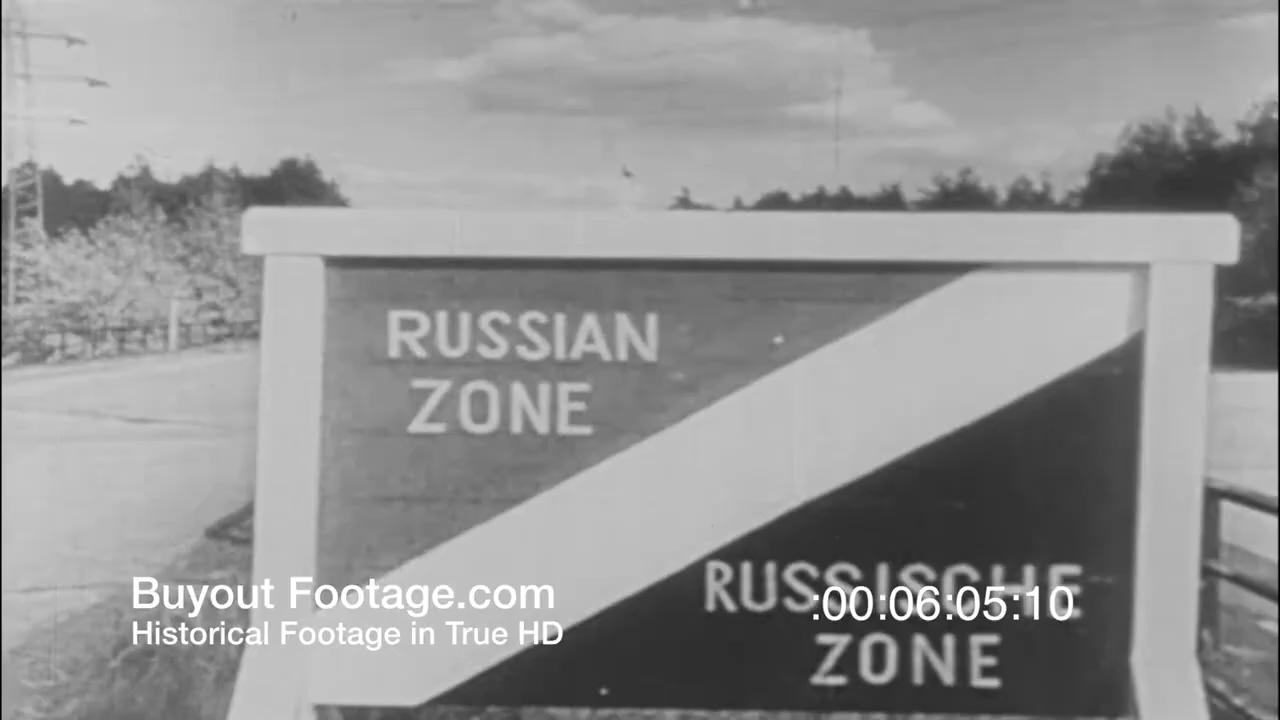 RUSSIAN
ZONE
RUSSISCHE
ZONE
Buyout Footage.com
Historical Footage in True HD
:00:06:05:10